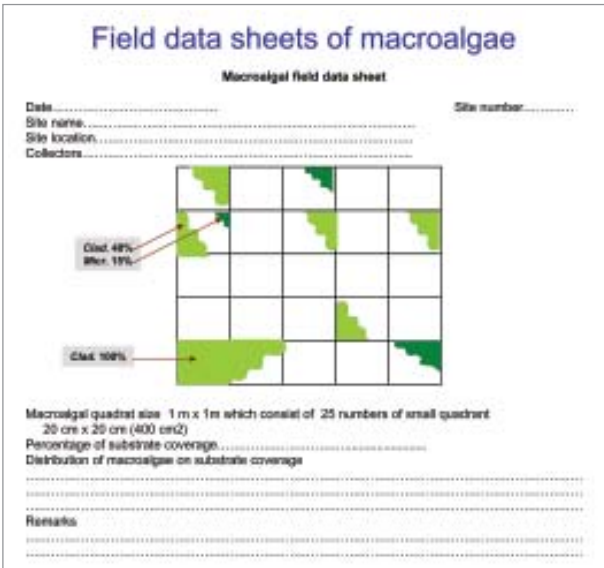 Field data sheets of macroalgae
Macroalgal field data sheet
Date........................................ Site number............
Site name................................................................................
Site location............................................................................
Collectors...............................................................................
Clad. 40%
Micr. 15%
Clad. 100%
Macroalgal quadrat size 1 m x 1m which consist of 25 numbers of small quadrant
20 cm x 20 cm (400 cm2)
Percentage of substrate coverage..................................................
Distribution of macroalgae on substrate coverage
Remarks